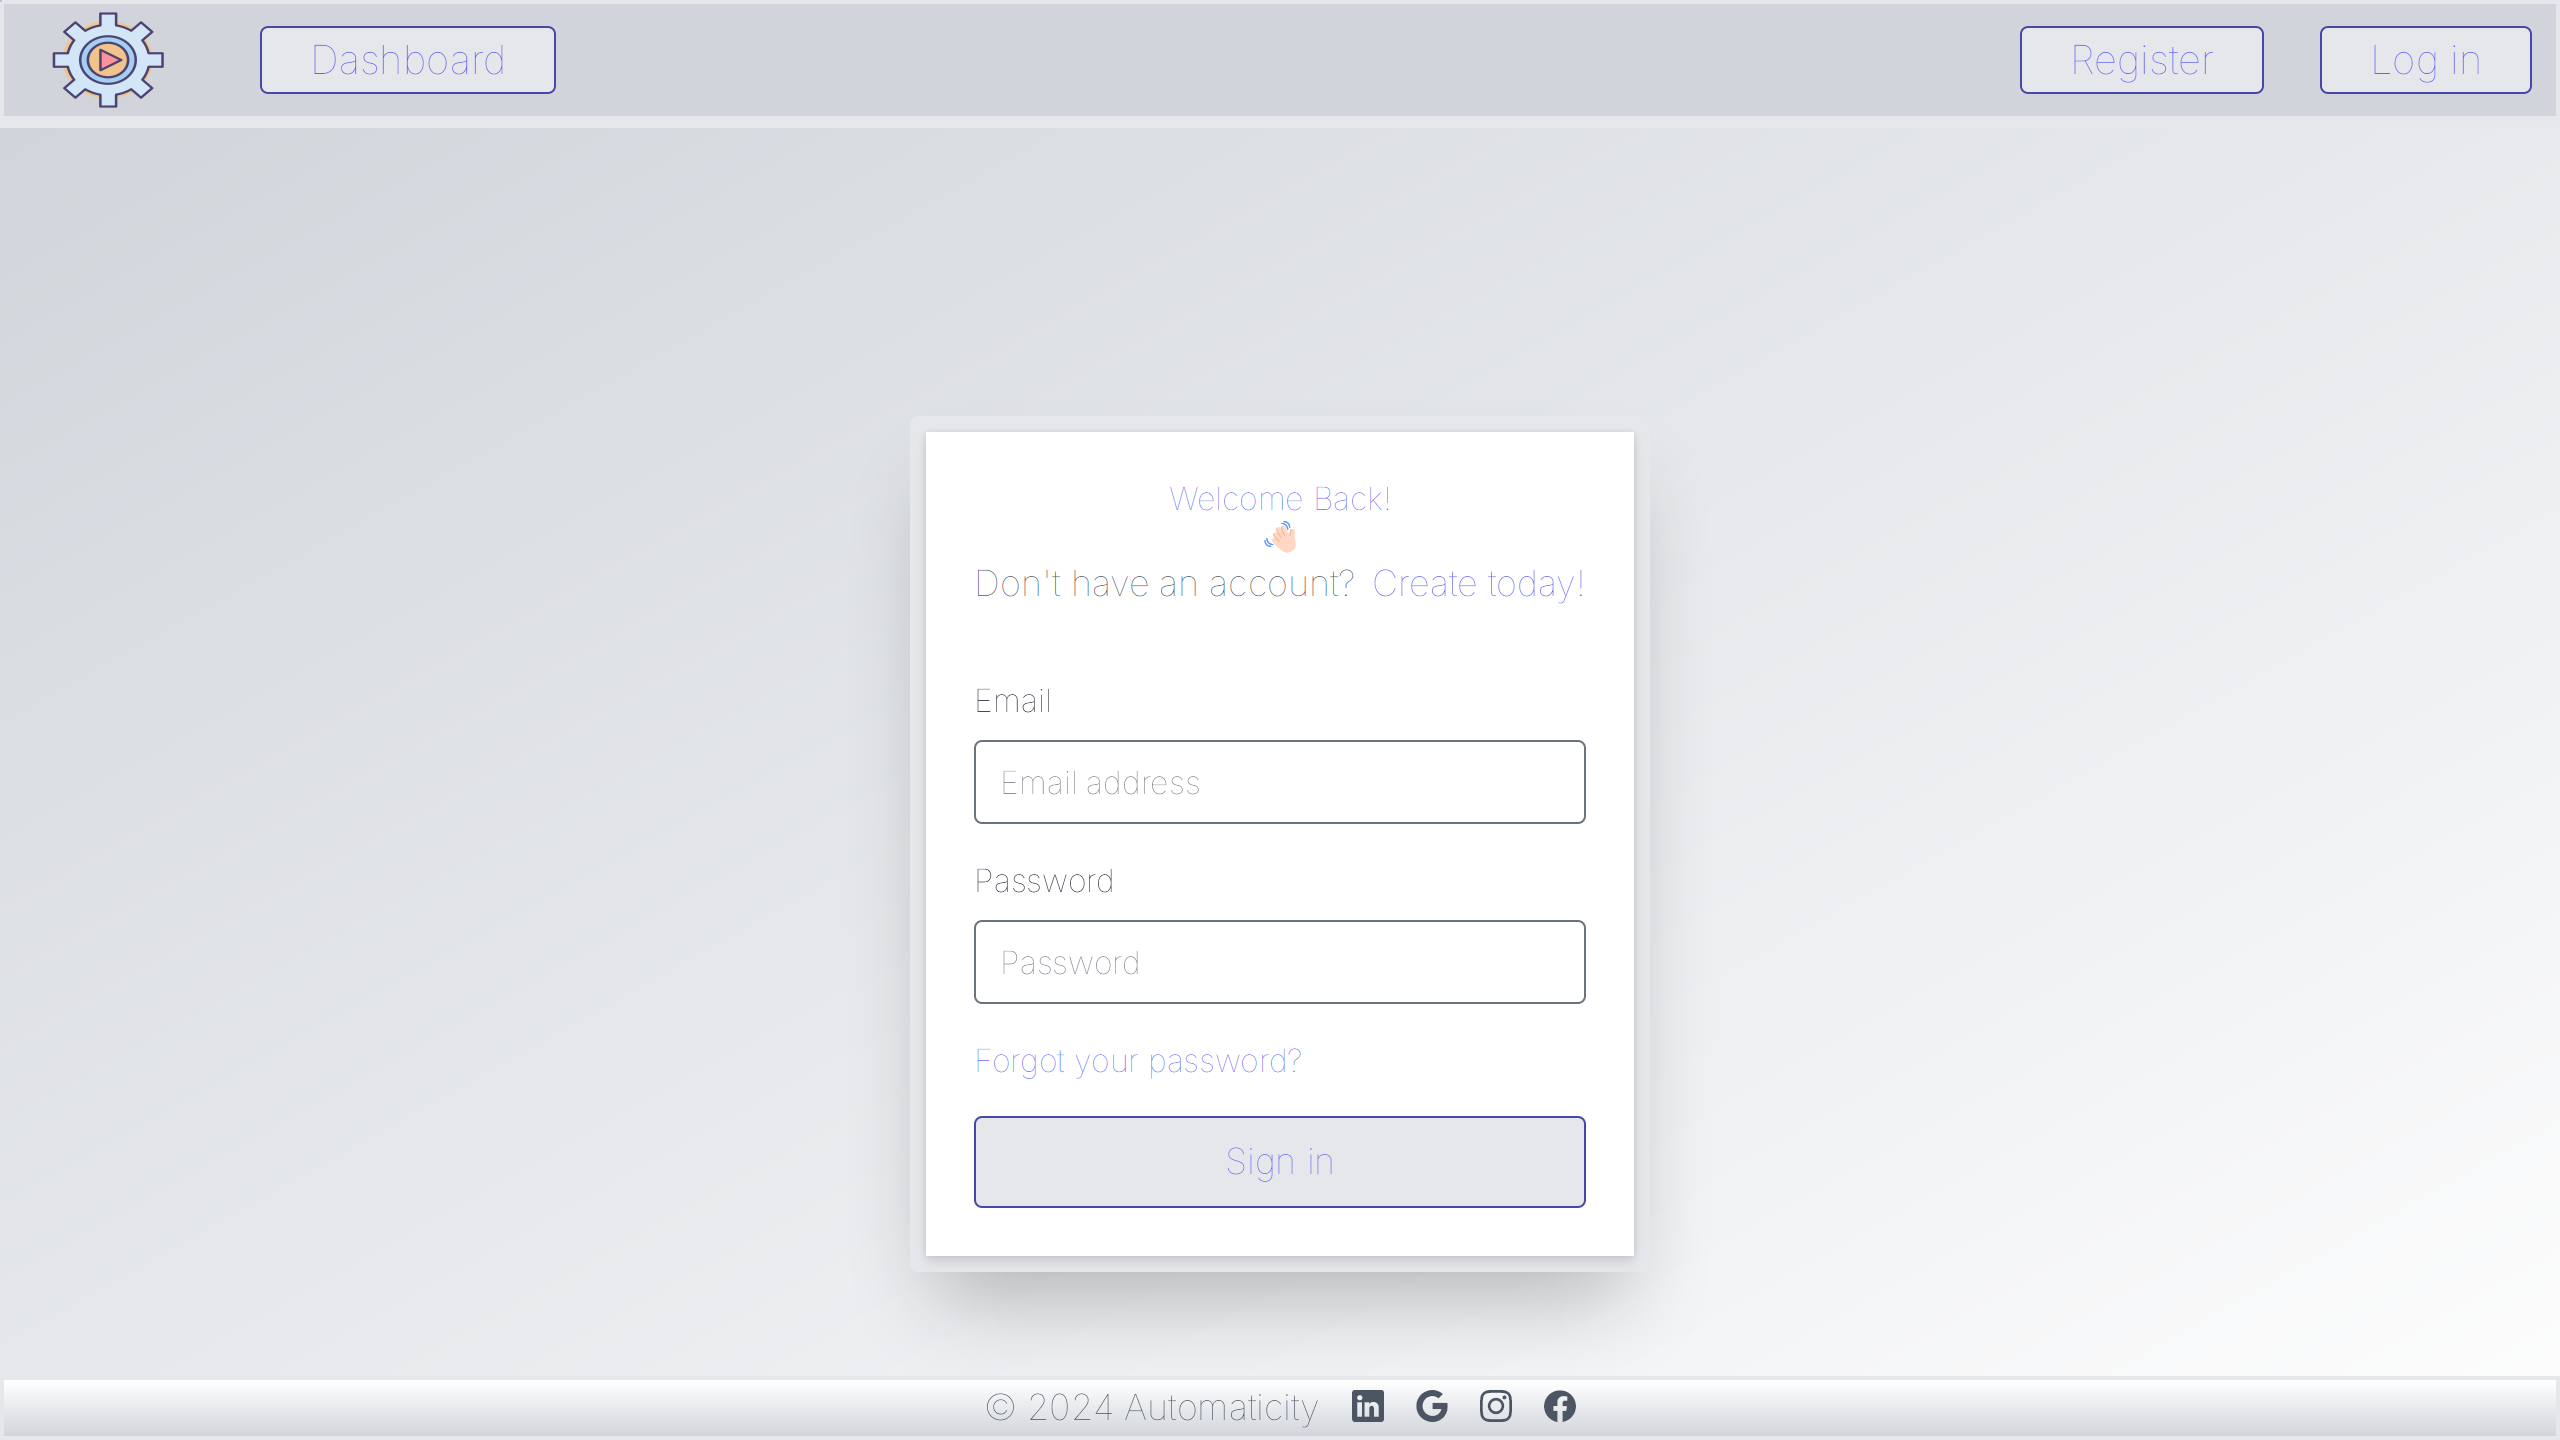 Dashboard
Register
Log in
Welcome Back!
👋🏻
Don't have an account? Create today!
Email
Email address
Password
Password
Forgot your password?
Sign in
© 2024 Automaticity